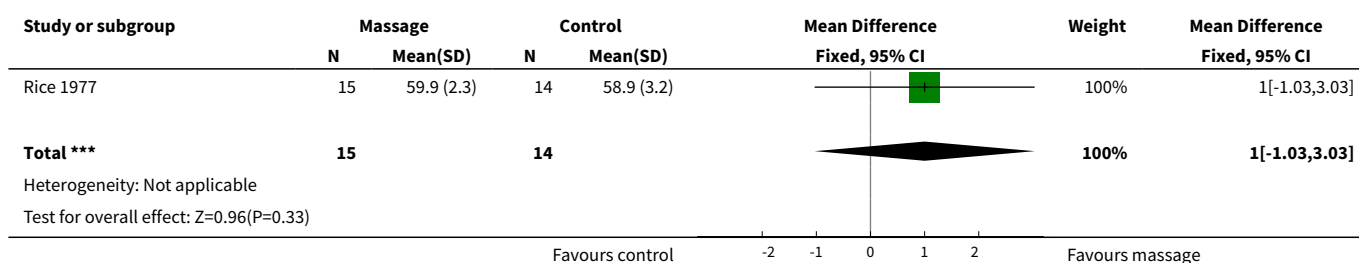 Study or subgroup Massage Control Mean Difference Weight Mean Difference
N Mean(SD) N Mean(SD) Fixed, 95% CI Fixed, 95% CI
Rice 1977 15 59.9 (2.3) 14 58.9 (3.2) 100% 1[-1.03,3.03]
Total *** 15 14 100% 1[-1.03,3.03]
Heterogeneity: Not applicable
Test for overall effect: Z=0.96(P=0.33)
Favours control -2 -1 0 1 2 Favours massage